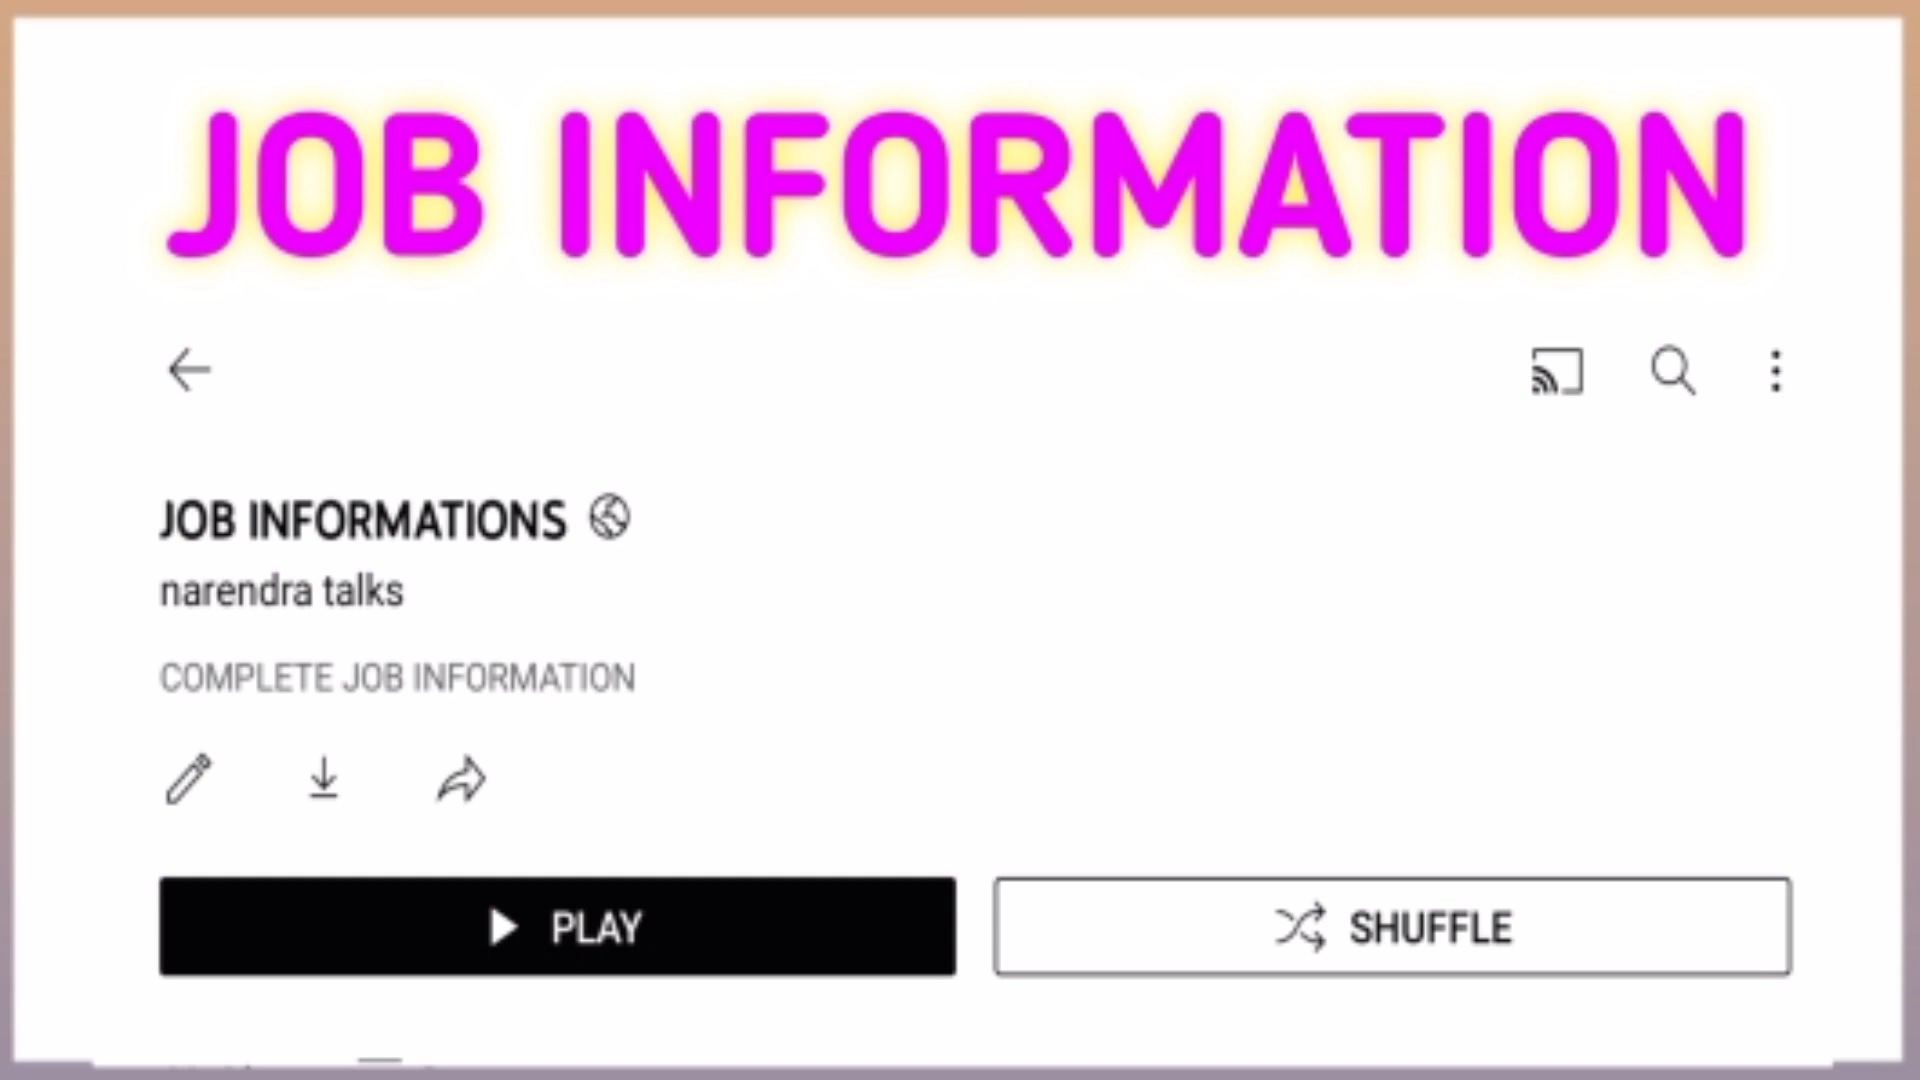 JOB INFORMATION
JOB INFORMATIONS
narendra talks
COMPLETE JOB INFORMATION
PLAY
SHUFFLE